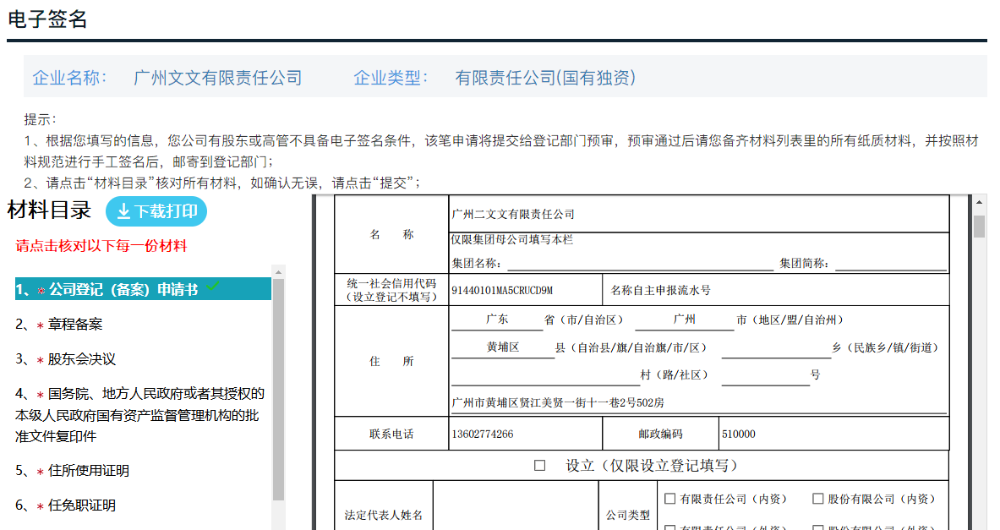 电子签名
企业名称： 广州文文有限责任公司 企业类型： 有限责任公司(国有独资)
提示：
1、根据您填写的信息，您公司有股东或高管不具备电子签名条件，该笔申请将提交给登记部门预审，预审通过后请您备齐材料列表里的所有纸质材料，并按照材
料规范进行手工签名后，邮寄到登记部门；
2、请点击“材料目录”核对所有材料，如确认无误，请点击“提交”；
材料目录 下载打印
请点击核对以下每一份材料
1、* 公司登记（备案）申请书
2、* 章程备案
3、* 股东会决议
4、* 国务院、地方人民政府或者其授权的
本级人民政府国有资产监督管理机构的批
准文件复印件
5、* 住所使用证明
6、* 任免职证明
名 称
广州二文文有限责任公司
仅限集团母公司填写本栏
集团名称： 集团简称：
统一社会信用代码
（设立登记不填写）
91440101MA5CRUCD9M
名称自主申报流水号
住 所
广东 省（市/自治区） 广州 市（地区/盟/自治州）
黄埔区 县（自治县/旗/自治旗/市/区） 乡（民族乡/镇/街道）
村（路/社区） 号
广州市黄埔区贤江美贤一街十一巷2号502房
联系电话 13602774266 邮政编码 510000
□ 设立（仅限设立登记填写）
法定代表人姓名 公司类型
□有限责任公司（内资） □股份有限公司（内资）
□有限责任公司（外资） □股份有限公司（外资）